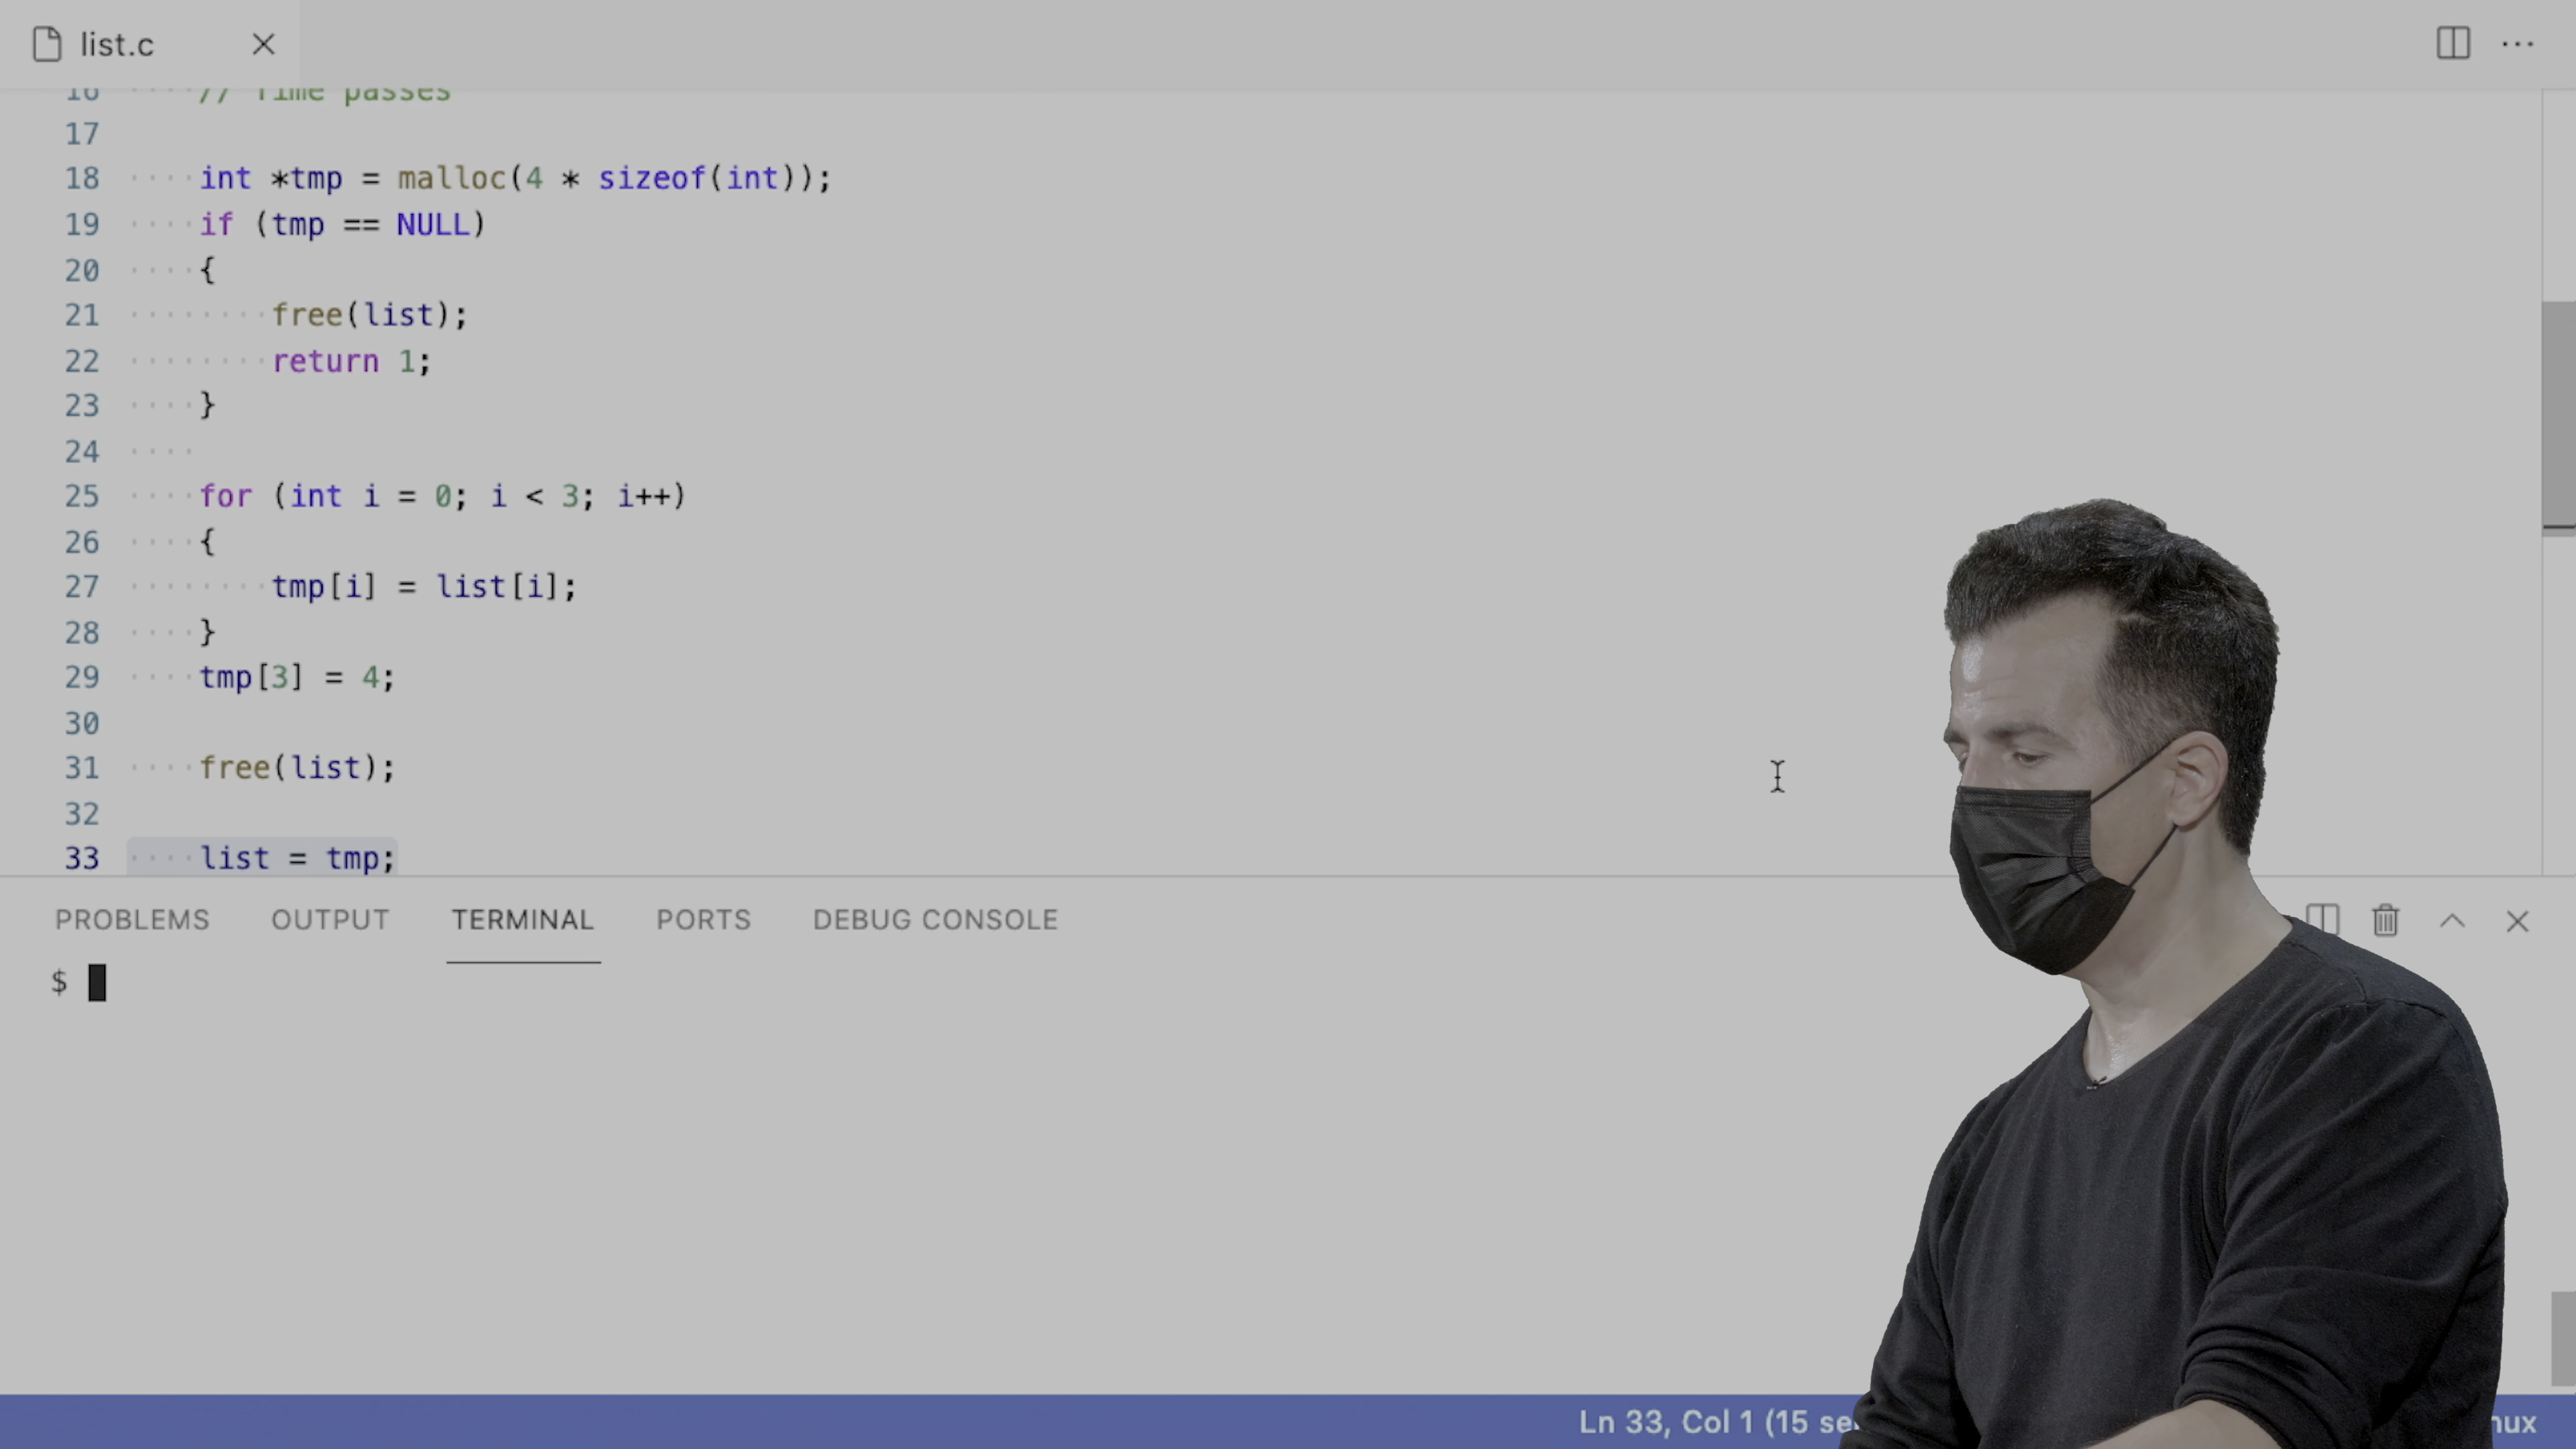 list.c
16 // Time passes
17
18 int *tmp = malloc(4 * sizeof(int));
19 if (tmp == NULL)
20 {
21 free(list);
22 return 1;
23 }
24
25 for (int i = 0; i < 3; i++)
26 {
27 tmp[i] = list[i];
28 }
29 tmp[3] = 4;
30
31 free(list);
32
33 list = tmp;
PROBLEMS OUTPUT TERMINAL PORTS DEBUG CONSOLE
$
Ln 33, Col 1 (15